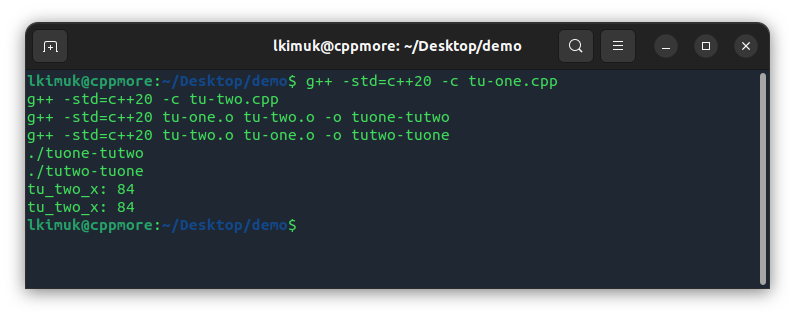 lkimuk@cppmore: ~/Desktop/demo
lkimuk@cppmore:~/Desktop/demo$ g++ -std=c++20 -c tu-one.cpp
g++ -std=c++20 -c tu-two.cpp
g++ -std=c++20 tu-one.o tu-two.o -o tuone-tutwo
g++ -std=c++20 tu-two.o tu-one.o -o tutwo-tuone
./tuone-tutwo
./tutwo-tuone
tu_two_x: 84
tu_two_x: 84
lkimuk@cppmore:~/Desktop/demo$